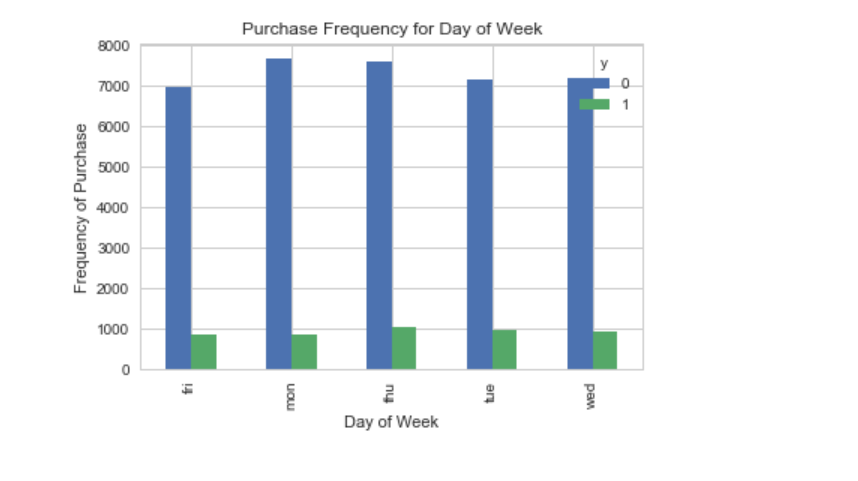 Purchase Frequency for Day of Week
8000
7000
6000
5000
4000
3000
2000
1000
0
Frequency of Purchase
y
0
1
fri
mon
thu
tue
wed
Day of Week